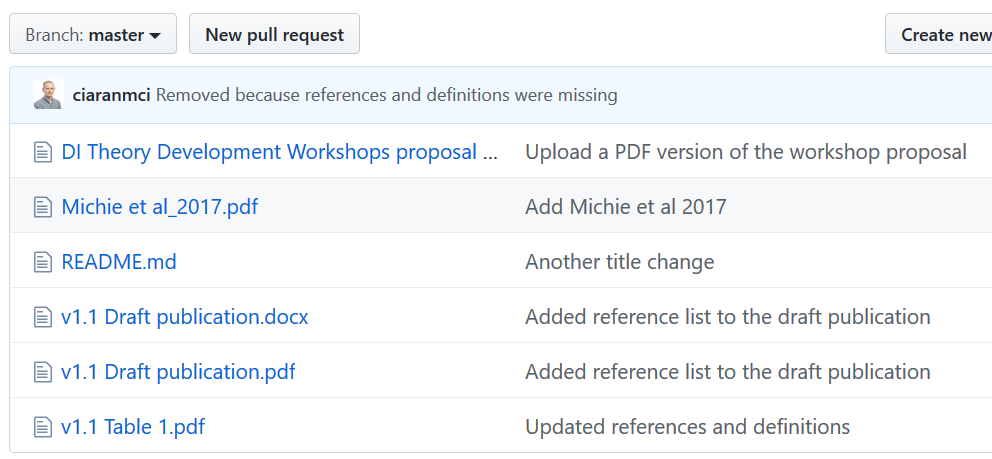 Branch: master New pull request Create new
ciaranmci Removed because references and definitions were missing
DI Theory Development Workshops proposal ... Upload a PDF version of the workshop proposal
Michie et al_2017.pdf Add Michie et al 2017
README.md Another title change
v1.1 Draft publication.docx Added reference list to the draft publication
v1.1 Draft publication.pdf Added reference list to the draft publication
v1.1 Table 1.pdf Updated references and definitions